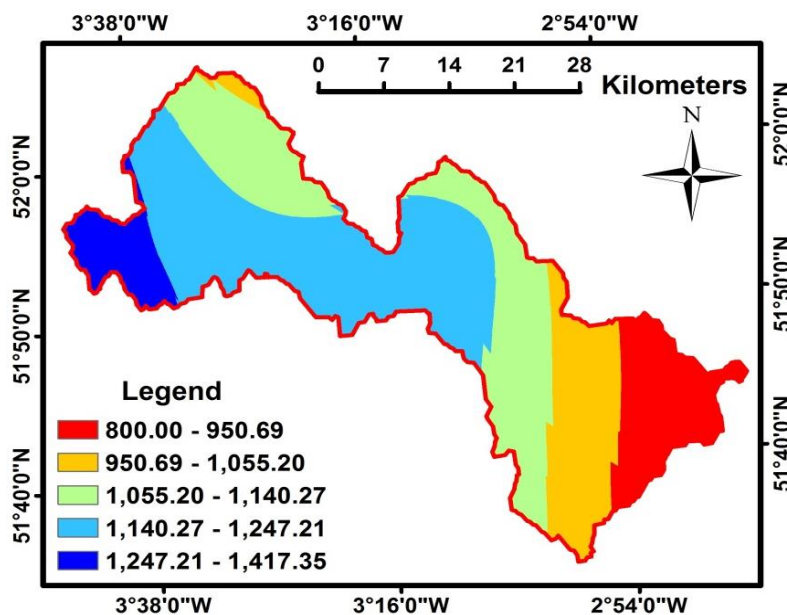 3°38'0"W 3°16'0"W 2°54'0"W
0 7 14 21 28
Kilometers
N
52°0'0"N
52°0'0"N
51°50'0"N
51°50'0"N
51°40'0"N
51°40'0"N
Legend
800.00 - 950.69
950.69 - 1,055.20
1,055.20 - 1,140.27
1,140.27 - 1,247.21
1,247.21 - 1,417.35
3°38'0"W 3°16'0"W 2°54'0"W